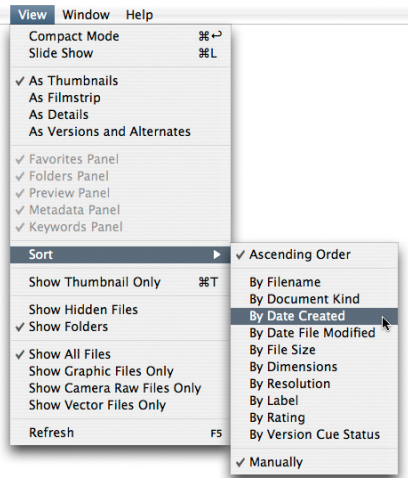 View Window Help
Compact Mode ⌘↩
Slide Show ⌘L
✓ As Thumbnails
As Filmstrip
As Details
As Versions and Alternates
✓ Favorites Panel
✓ Folders Panel
✓ Preview Panel
✓ Metadata Panel
✓ Keywords Panel
Sort ▶
Show Thumbnail Only ⌘T
Show Hidden Files
✓ Show Folders
✓ Show All Files
Show Graphic Files Only
Show Camera Raw Files Only
Show Vector Files Only
Refresh F5
✓ Ascending Order
By Filename
By Document Kind
By Date Created
By Date File Modified
By File Size
By Dimensions
By Resolution
By Label
By Rating
By Version Cue Status
✓ Manually